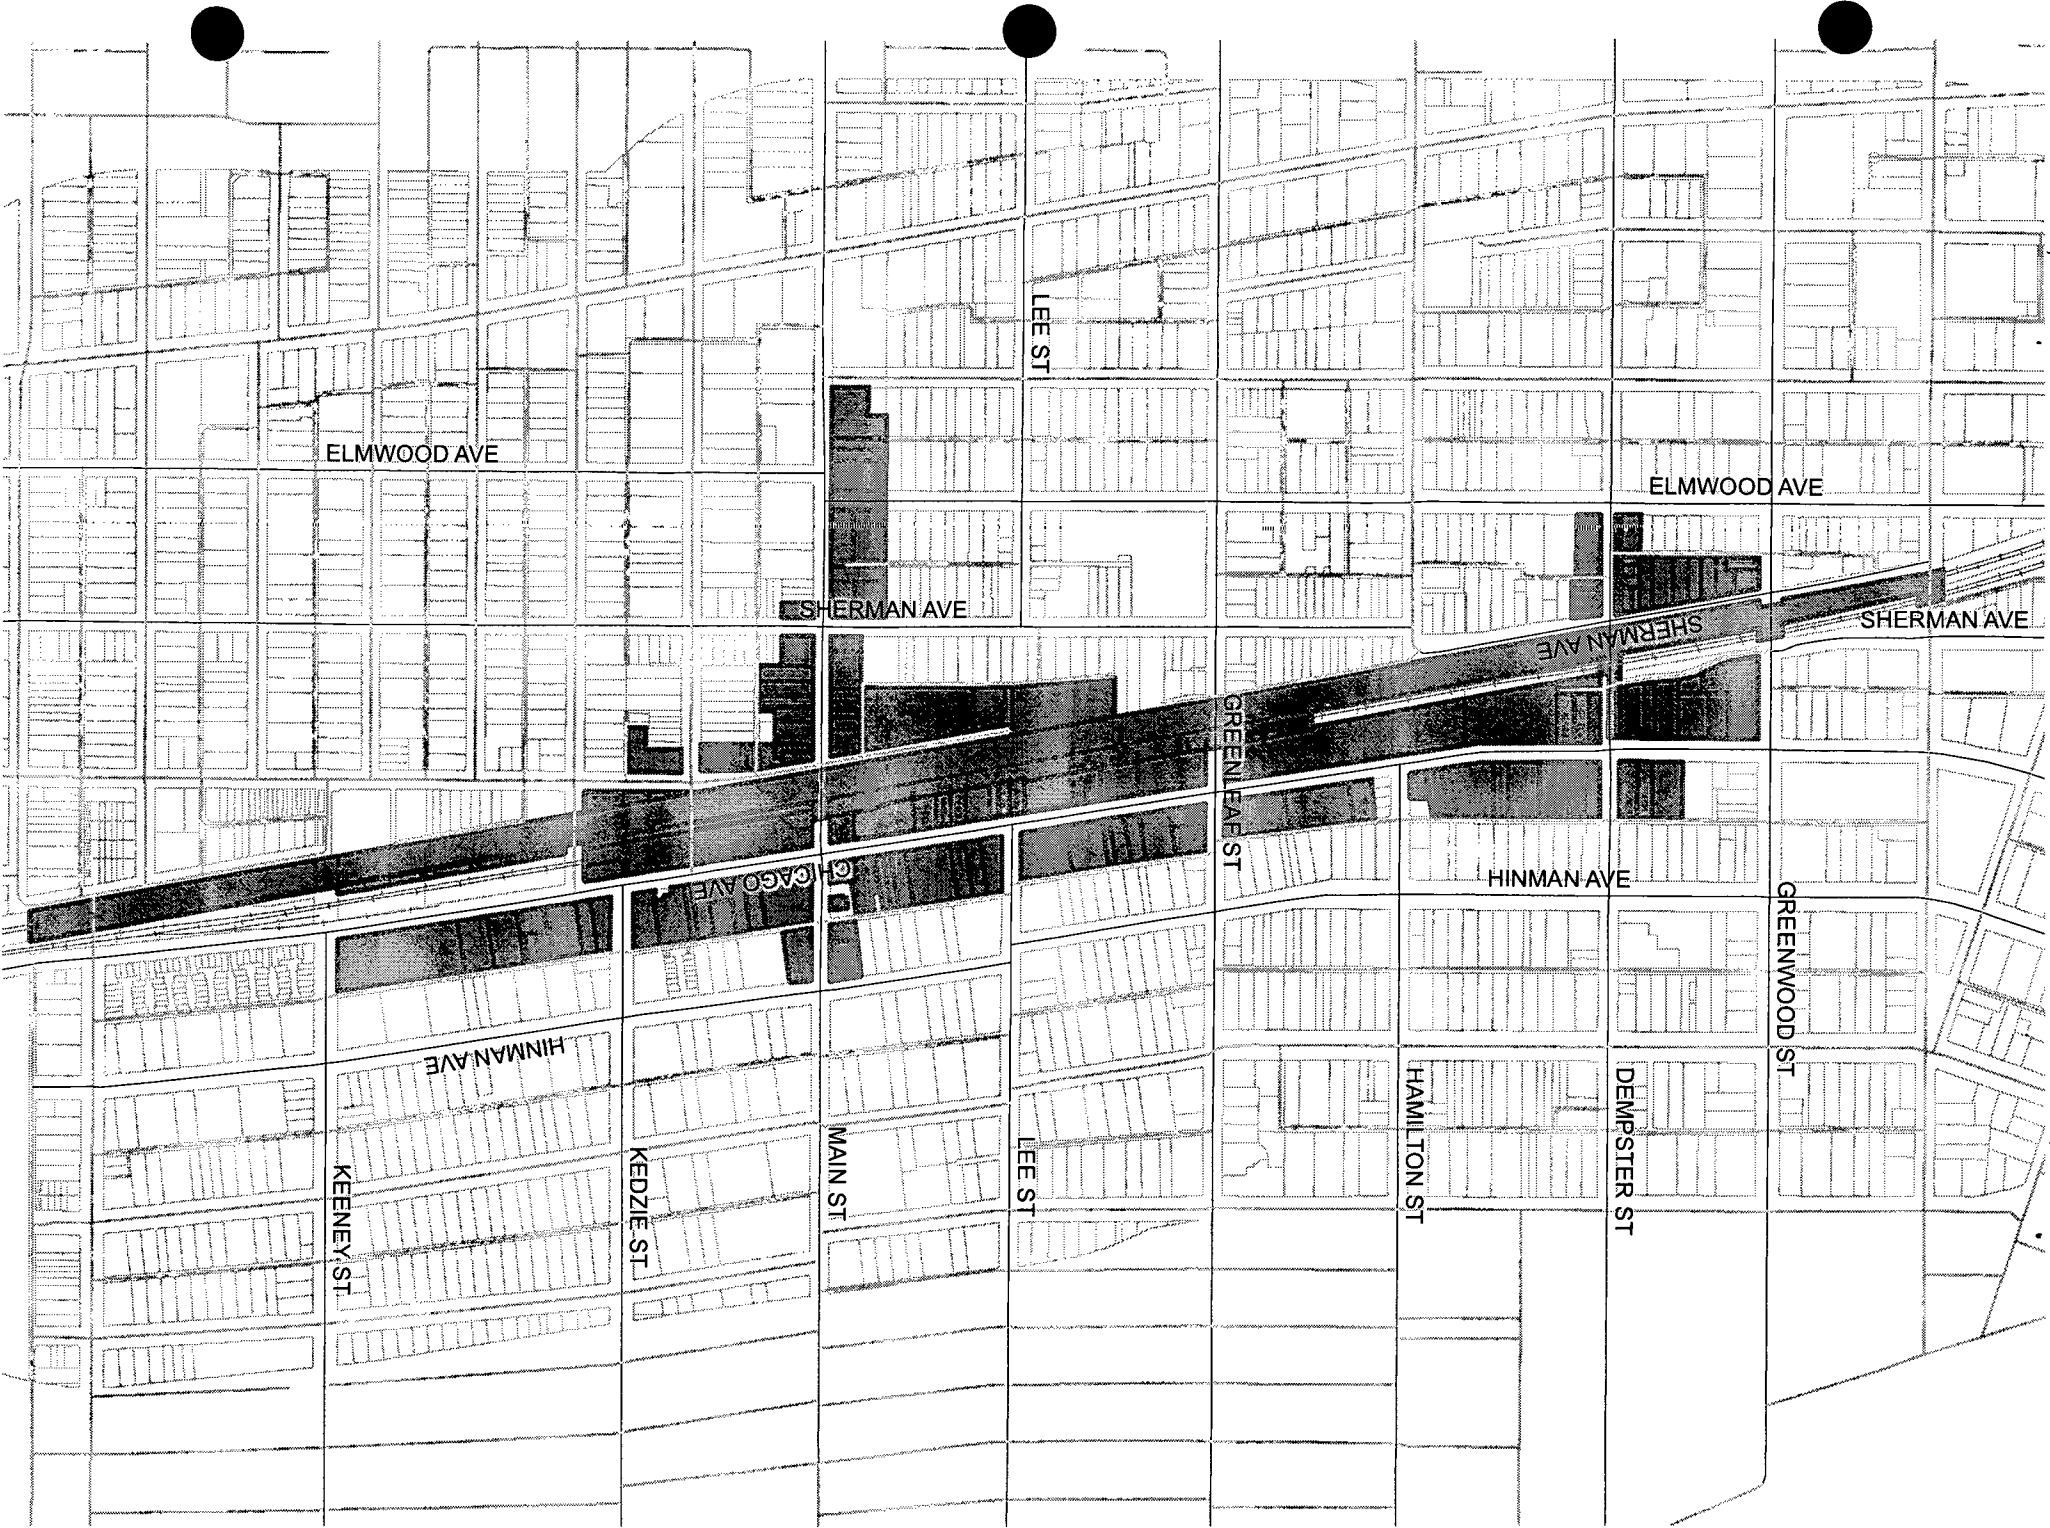 LEE ST
ELMWOOD AVE
ELMWOOD AVE
SHERMAN AVE
SHERMAN AVE
SHERMAN AVE
GREENLEAF ST
CHICAGO AVE
HINMAN AVE
GREENWOOD ST
HINMAN AVE
HAMILTON ST
DEMPSTER ST
MAIN ST
LEE ST
KEDZIE ST
KEENEY ST